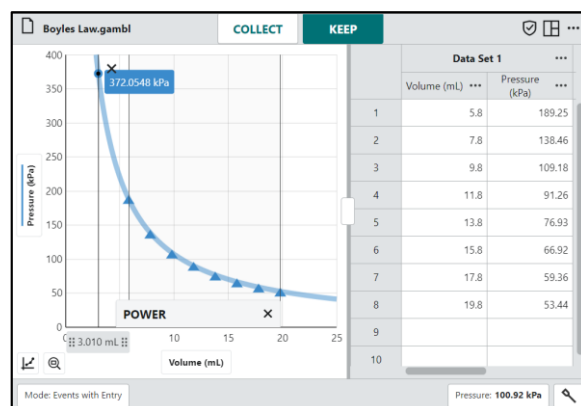 Boyles Law.gambl
COLLECT
KEEP
400
350
300
250
200
150
100
50
0
372.0548 kPa
Pressure (kPa)
POWER
3.010 mL
0
10
15
20
25
Volume (mL)
Data Set 1
Volume (mL)
Pressure (kPa)
1 5.8 189.25
2 7.8 138.46
3 9.8 109.18
4 11.8 91.26
5 13.8 76.93
6 15.8 66.92
7 17.8 59.36
8 19.8 53.44
9
10
Mode: Events with Entry
Pressure: 100.92 kPa